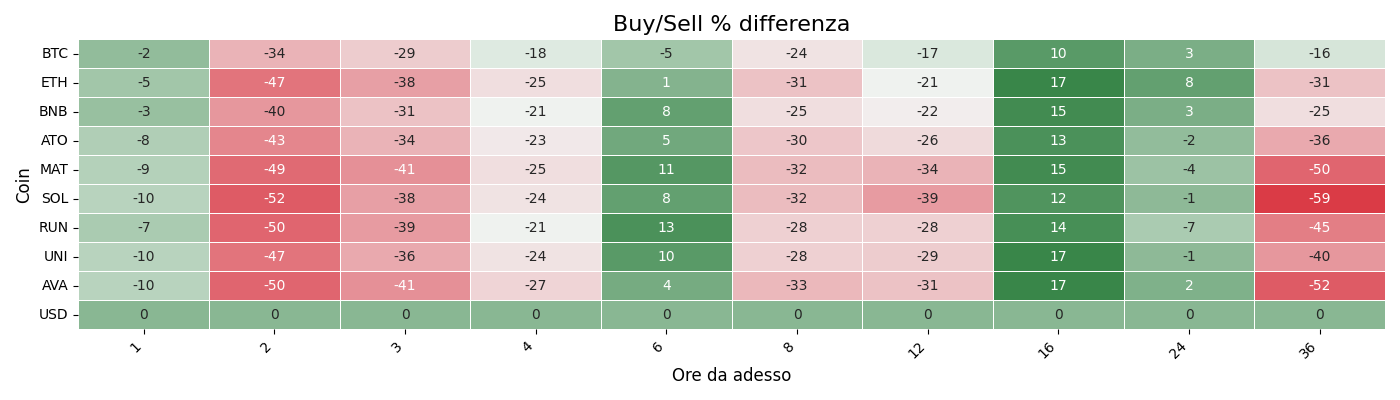 Buy/Sell % differenza
Coin
BTC -2 -34 -29 -18 -5 -24 -17 10 3 -16
ETH -5 -47 -38 -25 1 -31 -21 17 8 -31
BNB -3 -40 -31 -21 8 -25 -22 15 3 -25
ATO -8 -43 -34 -23 5 -30 -26 13 -2 -36
MAT -9 -49 -41 -25 11 -32 -34 15 -4 -50
SOL -10 -52 -38 -24 8 -32 -39 12 -1 -59
RUN -7 -50 -39 -21 13 -28 -28 14 -7 -45
UNI -10 -47 -36 -24 10 -28 -29 17 -1 -40
AVA -10 -50 -41 -27 4 -33 -31 17 2 -52
USD 0 0 0 0 0 0 0 0 0 0
1 2 3 4 6 8 12 16 24 36
Ore da adesso